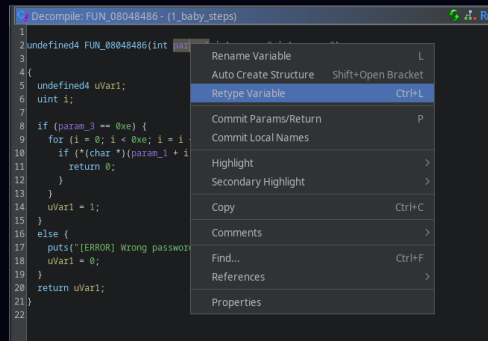 Decompile: FUN_08048486 - (1_baby_steps)
1
2 undefined4 FUN_08048486(int
3
4 {
5 undefined4 uVar1;
6 uint i;
7
8 if (param_3 == 0xe) {
9 for (i = 0; i < 0xe; i = i
10 if (*(char *)(param_1 + i
11 return 0;
12 }
13 }
14 uVar1 = 1;
15 }
16 else {
17 puts("[ERROR] Wrong password
18 uVar1 = 0;
19 }
20 return uVar1;
21 }
22
Rename Variable L
Auto Create Structure Shift+Open Bracket
Retype Variable Ctrl+L
Commit Params/Return P
Commit Local Names
Highlight
Secondary Highlight
Copy Ctrl+C
Comments
Find... Ctrl+F
References
Properties